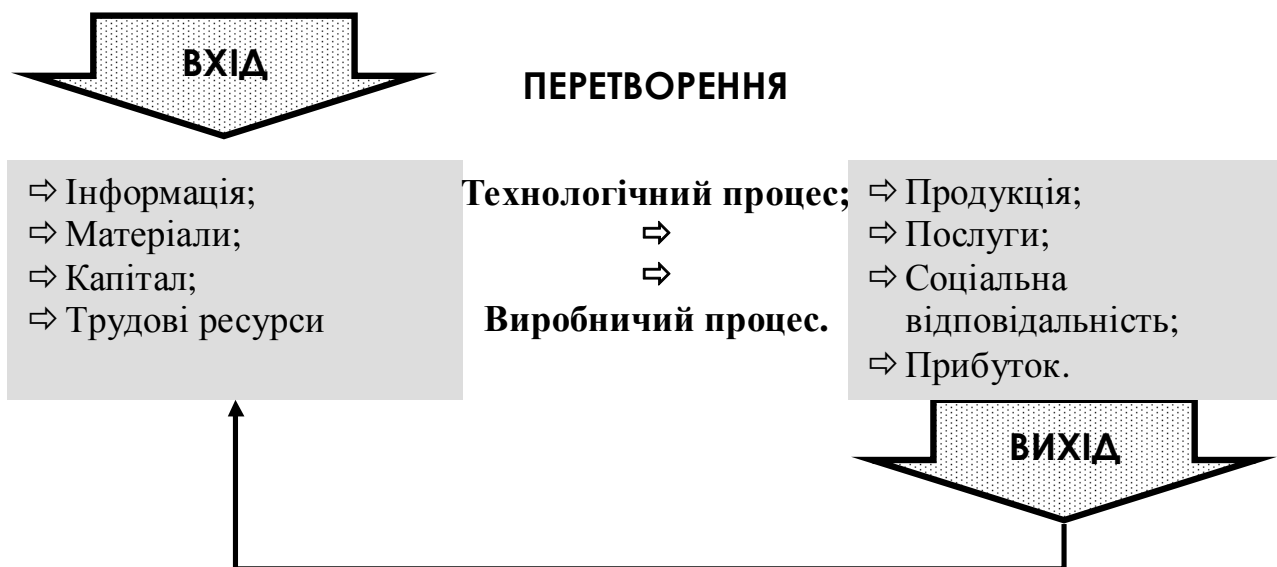 ВХІД
ПЕРЕТВОРЕННЯ
⇨ Інформація;
⇨ Матеріали;
⇨ Капітал;
⇨ Трудові ресурси
Технологічний процес;
⇨
⇨
Виробничий процес.
⇨ Продукція;
⇨ Послуги;
⇨ Соціальна
відповідальність;
⇨ Прибуток.
ВИХІД